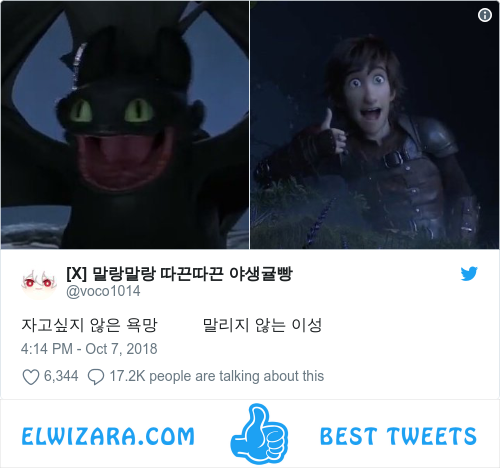 [X] 말랑말랑 따끈따끈 야생귤빵
@voco1014
자고싶지 않은 욕망 말리지 않는 이성
4:14 PM - Oct 7, 2018
6,344 17.2K people are talking about this
ELWIZARA.COM BEST TWEETS